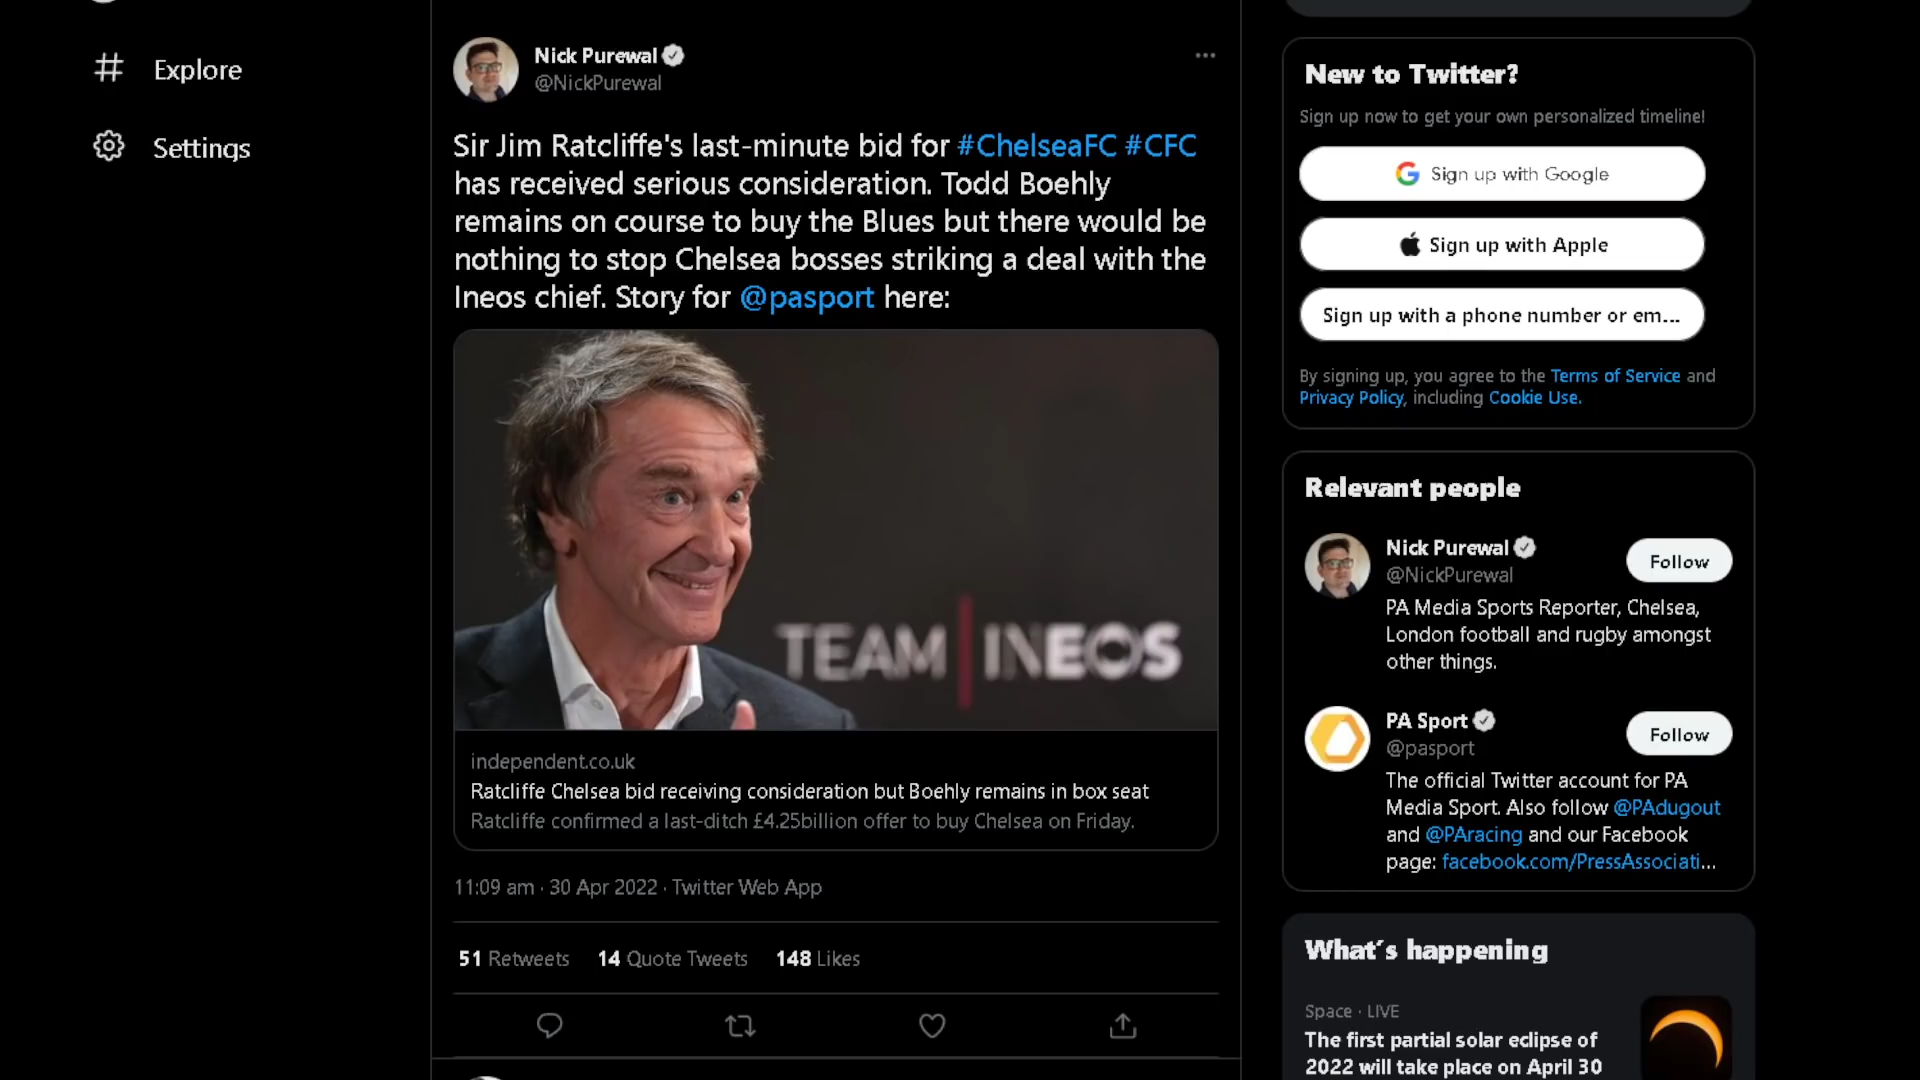 Explore
Settings
Nick Purewal
@NickPurewal
Sir Jim Ratcliffe's last-minute bid for #ChelseaFC #CFC
has received serious consideration. Todd Boehly
remains on course to buy the Blues but there would be
nothing to stop Chelsea bosses striking a deal with the
Ineos chief. Story for @pasport here:
TEAM INEOS
independent.co.uk
Ratcliffe Chelsea bid receiving consideration but Boehly remains in box seat
Ratcliffe confirmed a last-ditch £4.25billion offer to buy Chelsea on Friday.
11:09 am · 30 Apr 2022 · Twitter Web App
51 Retweets 14 Quote Tweets 148 Likes
New to Twitter?
Sign up now to get your own personalized timeline!
Sign up with Google
Sign up with Apple
Sign up with a phone number or em...
By signing up, you agree to the Terms of Service and
Privacy Policy, including Cookie Use.
Relevant people
Nick Purewal
@NickPurewal
Follow
PA Media Sports Reporter, Chelsea,
London football and rugby amongst
other things.
PA Sport
@pasport
Follow
The official Twitter account for PA
Media Sport. Also follow @PAdugout
and @PAracing and our Facebook
page: facebook.com/PressAssociati...
What's happening
Space · LIVE
The first partial solar eclipse of
2022 will take place on April 30